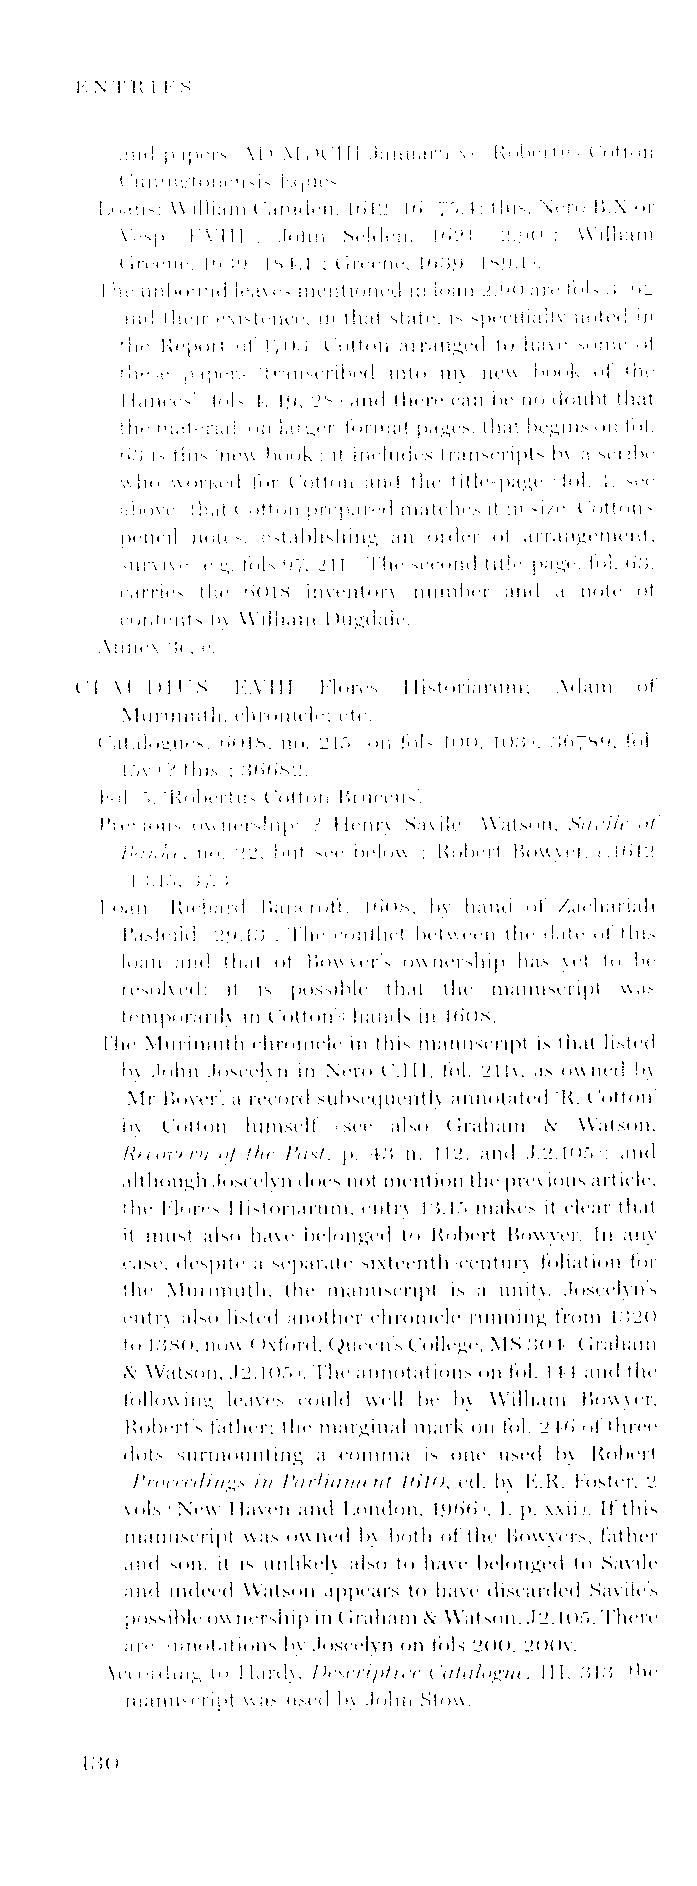 ENTRIES
and papers. AD MDCIII January Robertus Cotton
Cunningtonensis Eques
Loans: William Camden, 1612 this, Nero B.X or
Vesp. F.VIII John Selden, 1621 2.90 William
Greene, 1639 184.1 ; Greene, 1639 189.1
The unbound leaves mentioned in loan 2.90 are fols
and their existence, in that state, is specifially noted in
the Report of 1703. Cotton arranged to have some of
these papers 'transcribed into my new book of the
Hances' fols 4, 19, 28 and there can be no doubt that
the material, on larger format pages, that begins on fol.
63 is this 'new book': it includes transcripts by a scribe
who worked for Cotton and the title-page (fol. 1, see
above) that Cotton prepared matches it in size. Cotton's
pencil notes, establishing an order of arrangement,
survive e.g. fols 97, 211 The second title page, fol. 63,
carries the 6018 inventory number and a note of
contents by William Dugdale.
Annex 3e,
CLAUDIUS E.VIII Flores Historiarum; Adam of
Murimuth, chronicle; etc.
Catalogues: 6018, no. 215 on fols 100, 103 36789, fol.
15v (? this ; 36682.
Fol. 'Robertus Cotton Bruceus'.
Previous ownership: ? Henry Savile Watson, Savile of
Banke, no. 22, but see below ; Robert Bowyer, c.1612
13.15,
Loan: Richard Bancroft, 1608, by hand of Zachariah
Pasfeild 29.13 . The conflict between the date of this
loan and that of Bowyer's ownership has yet to be
resolved: it is possible that the manuscript was
temporarily in Cotton's hands in 1608.
The Murimuth chronicle in this manuscript is that listed
by John Joscelyn in Nero C.III, fol. 211v, as owned by
'Mr Boyer', a record subsequently annotated 'R. Cotton'
by Cotton himself (see also Graham & Watson,
Recovery of the Past, p. 43 n. 112, and J.2.105 ; and
although Joscelyn does not mention the previous article,
the Flores Historiarum, entry 13.15 makes it clear that
it must also have belonged to Robert Bowyer. In any
case, despite a separate sixteenth-century foliation for
the Murimuth, the manuscript is a unity. Joscelyn's
entry also listed another chronicle running from 1320
to 1380, now Oxford, Queen's College, MS 304 Graham
& Watson, J2.105). The annotations on fol. 144 and the
following leaves could well be by William Bowyer,
Robert's father; the marginal mark on fol. 246 of three
dots surmounting a comma is one used by Robert
Proceedings in Parliament 1610, ed. by E.R. Foster, 2
vols (New Haven and London, 1966), I, p. xxii). If this
manuscript was owned by both of the Bowyers, father
and son, it is unlikely also to have belonged to Savile
and indeed Watson appears to have discarded Savile's
possible ownership in Graham & Watson, J2.105. There
are annotations by Joscelyn on fols 200, 200v.
According to Hardy, Descriptive Catalogue, III, 313 the
manuscript was used by John Stow.
130